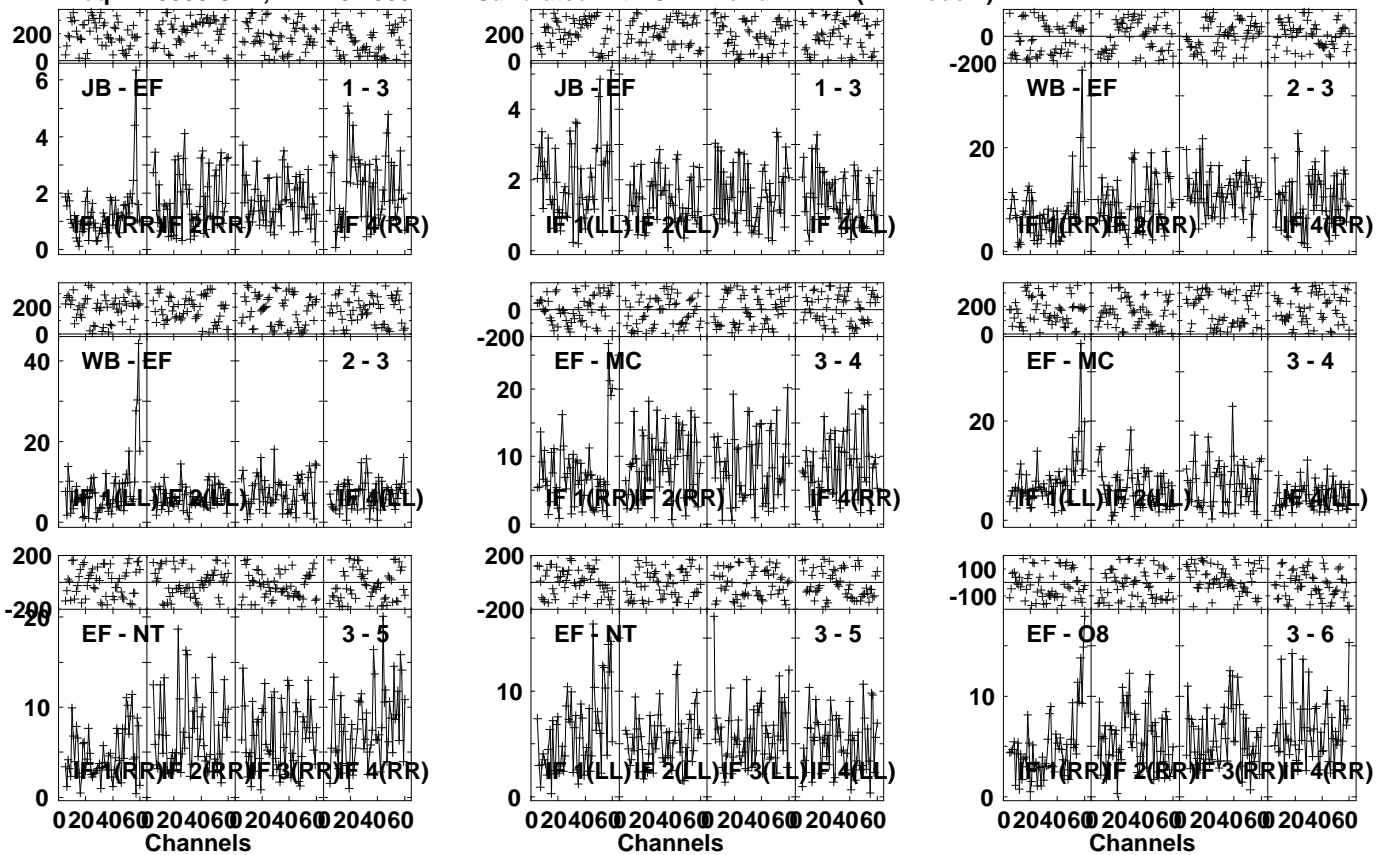 200
0
6
4
2
0
JB - EF 1 - 3
IF 1(RR) IF 2(RR) IF 4(RR)
200
0
4
2
0
JB - EF 1 - 3
IF 1(LL) IF 2(LL) IF 4(LL)
0
-200
20
0
WB - EF 2 - 3
IF 1(RR) IF 2(RR) IF 4(RR)
200
0
40
20
0
WB - EF 2 - 3
IF 1(LL) IF 2(LL) IF 4(LL)
0
-200
20
10
0
EF - MC 3 - 4
IF 1(RR) IF 2(RR) IF 4(RR)
200
0
20
0
EF - MC 3 - 4
IF 1(LL) IF 2(LL) IF 4(LL)
200
-200
20
10
0
EF - NT 3 - 5
IF 1(RR) IF 2(RR) IF 3(RR) IF 4(RR)
0 20 40 60 0 20 40 60 0 20 40 60 0 20 40 60
Channels
200
0
-200
10
0
EF - NT 3 - 5
IF 1(LL) IF 2(LL) IF 3(LL) IF 4(LL)
0 20 40 60 0 20 40 60 0 20 40 60 0 20 40 60
Channels
100
-100
10
0
EF - O8 3 - 6
IF 1(RR) IF 2(RR) IF 3(RR) IF 4(RR)
0 20 40 60 0 20 40 60 0 20 40 60 0 20 40 60
Channels